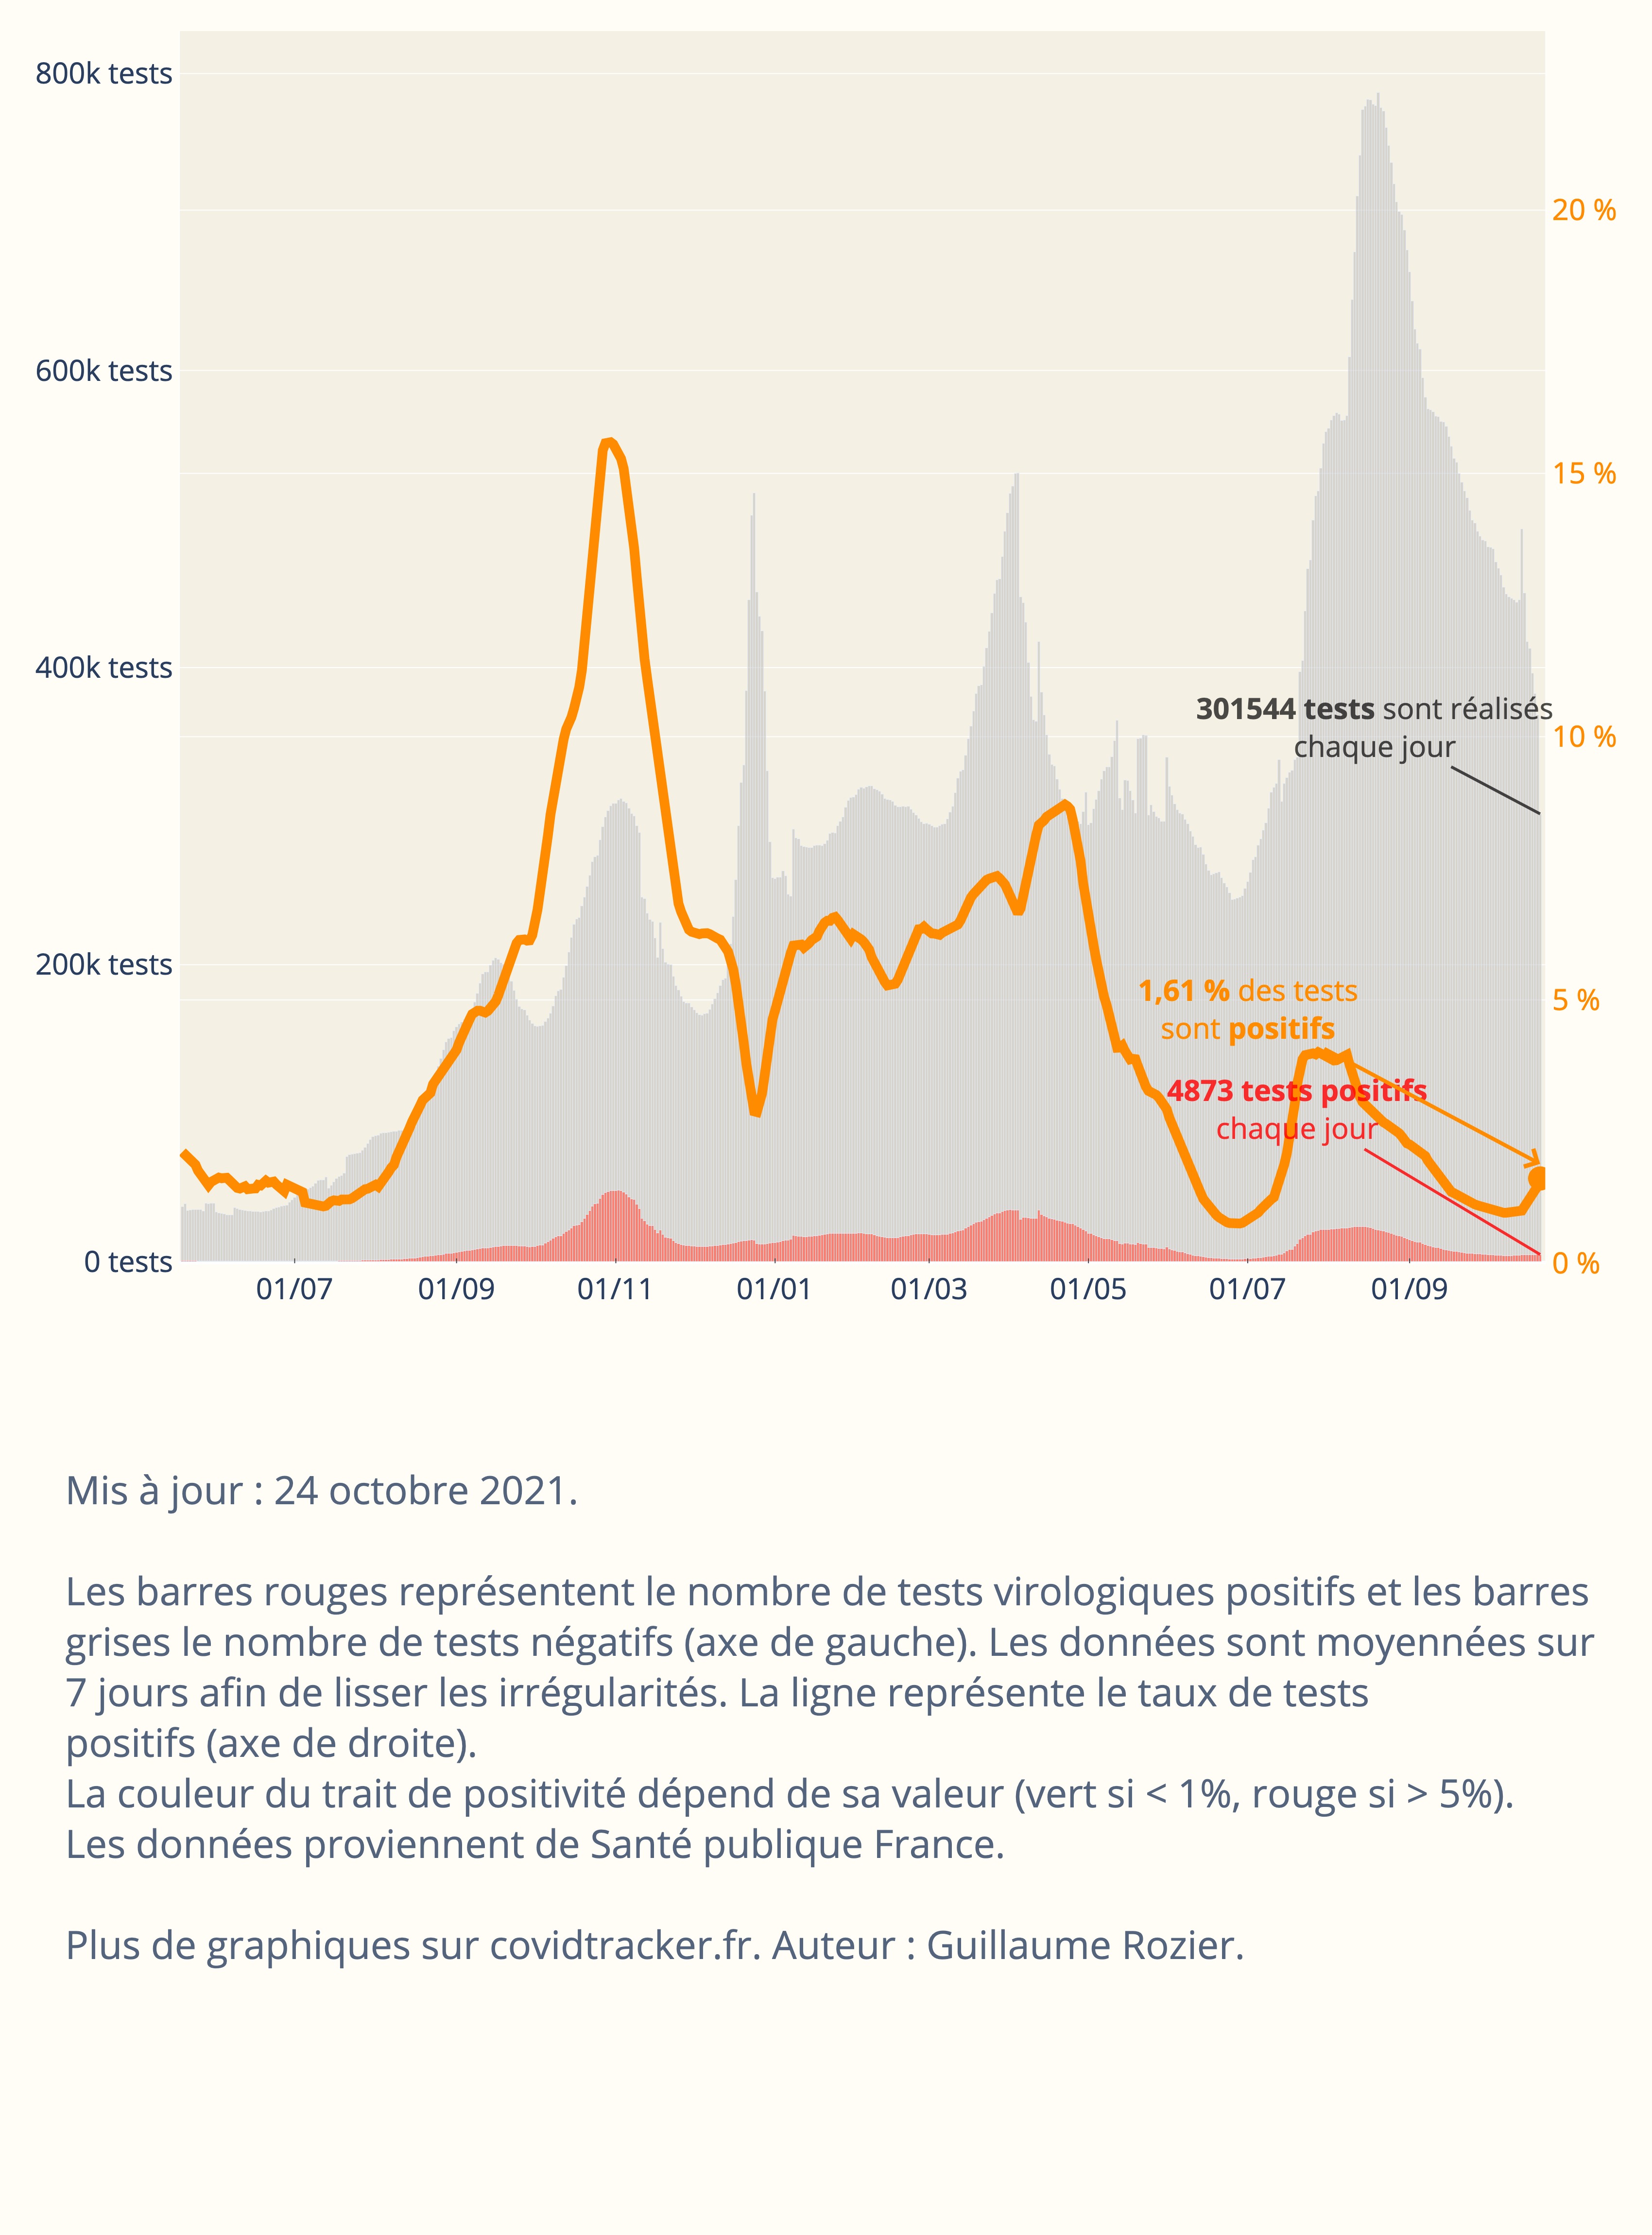 800k tests
600k tests
400k tests
200k tests
0 tests
20 %
15 %
10 %
5 %
0 %
301544 tests sont réalisés
chaque jour
1,61 % des tests
sont positifs
4873 tests positifs
chaque jour
01/07 01/09 01/11 01/01 01/03 01/05 01/07 01/09
Mis à jour : 24 octobre 2021.
Les barres rouges représentent le nombre de tests virologiques positifs et les barres
grises le nombre de tests négatifs (axe de gauche). Les données sont moyennées sur
7 jours afin de lisser les irrégularités. La ligne représente le taux de tests
positifs (axe de droite).
La couleur du trait de positivité dépend de sa valeur (vert si < 1%, rouge si > 5%).
Les données proviennent de Santé publique France.
Plus de graphiques sur covidtracker.fr. Auteur : Guillaume Rozier.